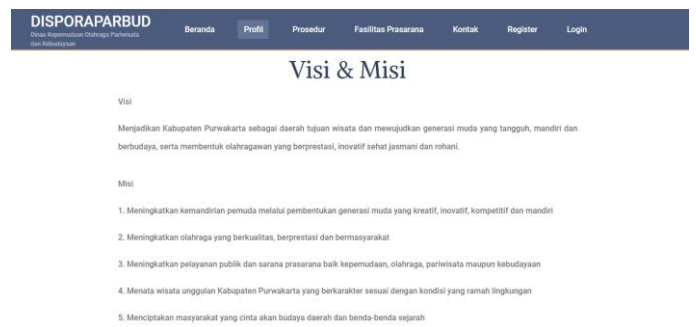 DISPORAPARBUD
Dinas Kepemudaan Olahraga Pariwisata
dan Kebudayaan
Beranda Profil Prosedur Fasilitas Prasarana Kontak Register Login
Visi & Misi
Visi
Menjadikan Kabupaten Purwakarta sebagai daerah tujuan wisata dan mewujudkan generasi muda yang tangguh, mandiri dan
berbudaya, serta membentuk olahragawan yang berprestasi, inovatif sehat jasmani dan rohani.
Misi
1. Meningkatkan kemandirian pemuda melalui pembentukan generasi muda yang kreatif, inovatif, kompetitif dan mandiri
2. Meningkatkan olahraga yang berkualitas, berprestasi dan bermasyarakat
3. Meningkatkan pelayanan publik dan sarana prasarana baik kepemudaan, olahraga, pariwisata maupun kebudayaan
4. Menata wisata unggulan Kabupaten Purwakarta yang berkarakter sesuai dengan kondisi yang ramah lingkungan
5. Menciptakan masyarakat yang cinta akan budaya daerah dan benda-benda sejarah